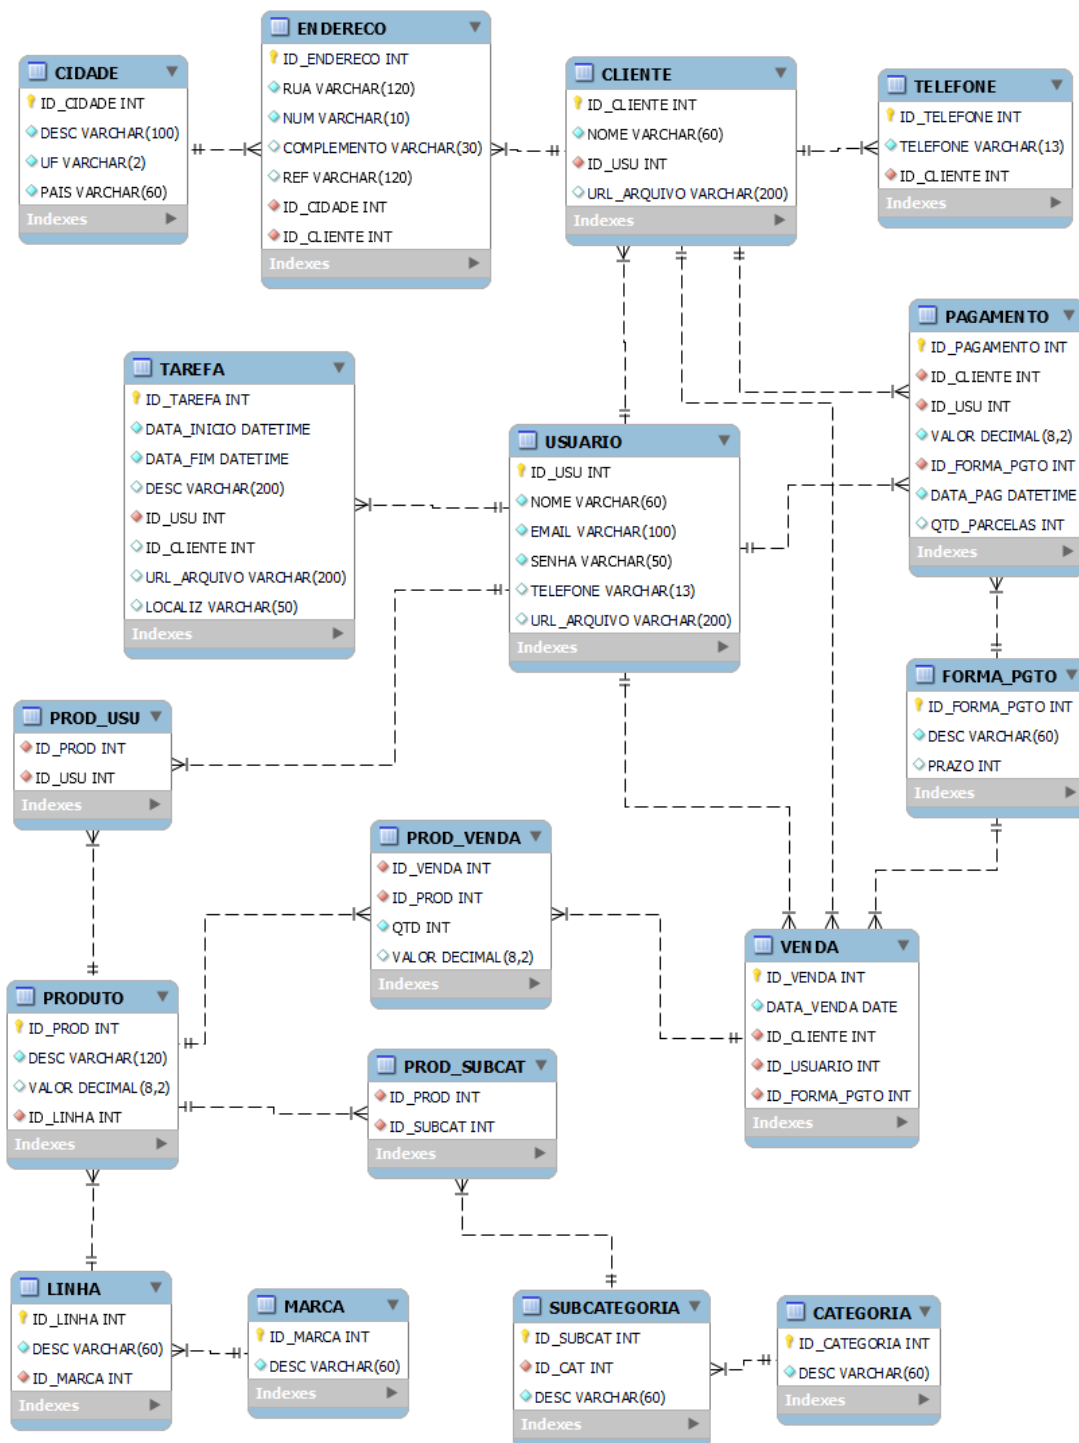 CIDADE
ID_CIDADE INT
DESC VARCHAR(100)
UF VARCHAR(2)
PAIS VARCHAR(60)
Indexes
ENDERECO
ID_ENDERECO INT
RUA VARCHAR(120)
NUM VARCHAR(10)
COMPLEMENTO VARCHAR(30)
REF VARCHAR(120)
ID_CIDADE INT
ID_CLIENTE INT
Indexes
CLIENTE
ID_CLIENTE INT
NOME VARCHAR(60)
ID_USU INT
URL_ARQUIVO VARCHAR(200)
Indexes
TELEFONE
ID_TELEFONE INT
TELEFONE VARCHAR(13)
ID_CLIENTE INT
Indexes
PAGAMENTO
ID_PAGAMENTO INT
ID_CLIENTE INT
ID_USU INT
VALOR DECIMAL(8,2)
ID_FORMA_PGTO INT
DATA_PAG DATETIME
QTD_PARCELAS INT
Indexes
TAREFA
ID_TAREFA INT
DATA_INICIO DATETIME
DATA_FIM DATETIME
DESC VARCHAR(200)
ID_USU INT
ID_CLIENTE INT
URL_ARQUIVO VARCHAR(200)
LOCALIZ VARCHAR(50)
Indexes
USUARIO
ID_USU INT
NOME VARCHAR(60)
EMAIL VARCHAR(100)
SENHA VARCHAR(50)
TELEFONE VARCHAR(13)
URL_ARQUIVO VARCHAR(200)
Indexes
FORMA_PGTO
ID_FORMA_PGTO INT
DESC VARCHAR(60)
PRAZO INT
Indexes
PROD_USU
ID_PROD INT
ID_USU INT
Indexes
PROD_VENDA
ID_VENDA INT
ID_PROD INT
QTD INT
VALOR DECIMAL(8,2)
Indexes
VENDA
ID_VENDA INT
DATA_VENDA DATE
ID_CLIENTE INT
ID_USUARIO INT
ID_FORMA_PGTO INT
Indexes
PRODUTO
ID_PROD INT
DESC VARCHAR(120)
VALOR DECIMAL(8,2)
ID_LINHA INT
Indexes
PROD_SUBCAT
ID_PROD INT
ID_SUBCAT INT
Indexes
LINHA
ID_LINHA INT
DESC VARCHAR(60)
ID_MARCA INT
Indexes
MARCA
ID_MARCA INT
DESC VARCHAR(60)
Indexes
SUBCATEGORIA
ID_SUBCAT INT
ID_CAT INT
DESC VARCHAR(60)
Indexes
CATEGORIA
ID_CATEGORIA INT
DESC VARCHAR(60)
Indexes